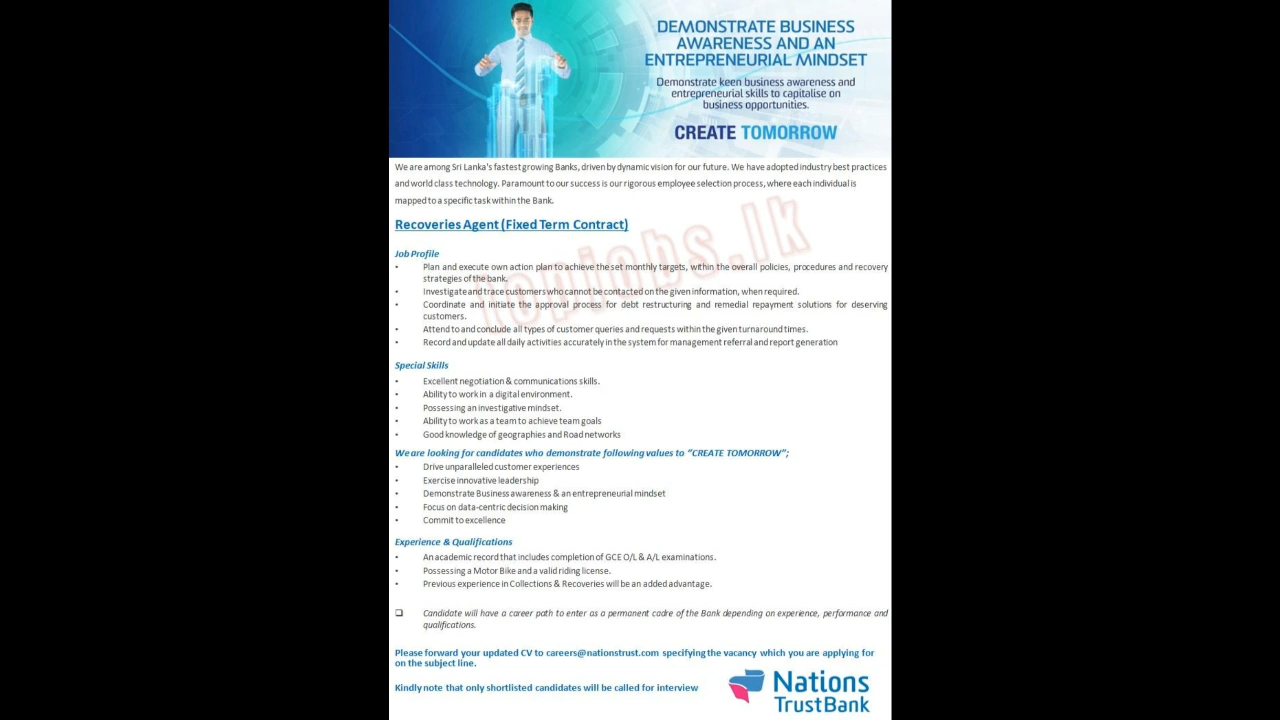 DEMONSTRATE BUSINESS
AWARENESS AND AN
ENTREPRENEURIAL MINDSET
Demonstrate keen business awareness and
entrepreneurial skills to capitalise on
business opportunities.
CREATE TOMORROW
We are among Sri Lanka's fastest growing Banks, driven by dynamic vision for our future. We have adopted industry best practices
and world class technology. Paramount to our success is our rigorous employee selection process, where each individual is
mapped to a specific task within the Bank.
topjobs.lk
Recoveries Agent (Fixed Term Contract)
Job Profile
• Plan and execute own action plan to achieve the set monthly targets, within the overall policies, procedures and recovery
strategies of the bank.
• Investigate and trace customers who cannot be contacted on the given information, when required.
• Coordinate and initiate the approval process for debt restructuring and remedial repayment solutions for deserving
customers.
• Attend to and conclude all types of customer queries and requests within the given turnaround times.
• Record and update all daily activities accurately in the system for management referral and report generation
Special Skills
• Excellent negotiation & communications skills.
• Ability to work in a digital environment.
• Possessing an investigative mindset.
• Ability to work as a team to achieve team goals
• Good knowledge of geographies and Road networks
We are looking for candidates who demonstrate following values to "CREATE TOMORROW";
• Drive unparalleled customer experiences
• Exercise innovative leadership
• Demonstrate Business awareness & an entrepreneurial mindset
• Focus on data-centric decision making
• Commit to excellence
Experience & Qualifications
• An academic record that includes completion of GCE O/L & A/L examinations.
• Possessing a Motor Bike and a valid riding license.
• Previous experience in Collections & Recoveries will be an added advantage.
❑ Candidate will have a career path to enter as a permanent cadre of the Bank depending on experience, performance and
qualifications.
Please forward your updated CV to careers@nationstrust.com specifying the vacancy which you are applying for
on the subject line.
Kindly note that only shortlisted candidates will be called for interview
Nations
TrustBank